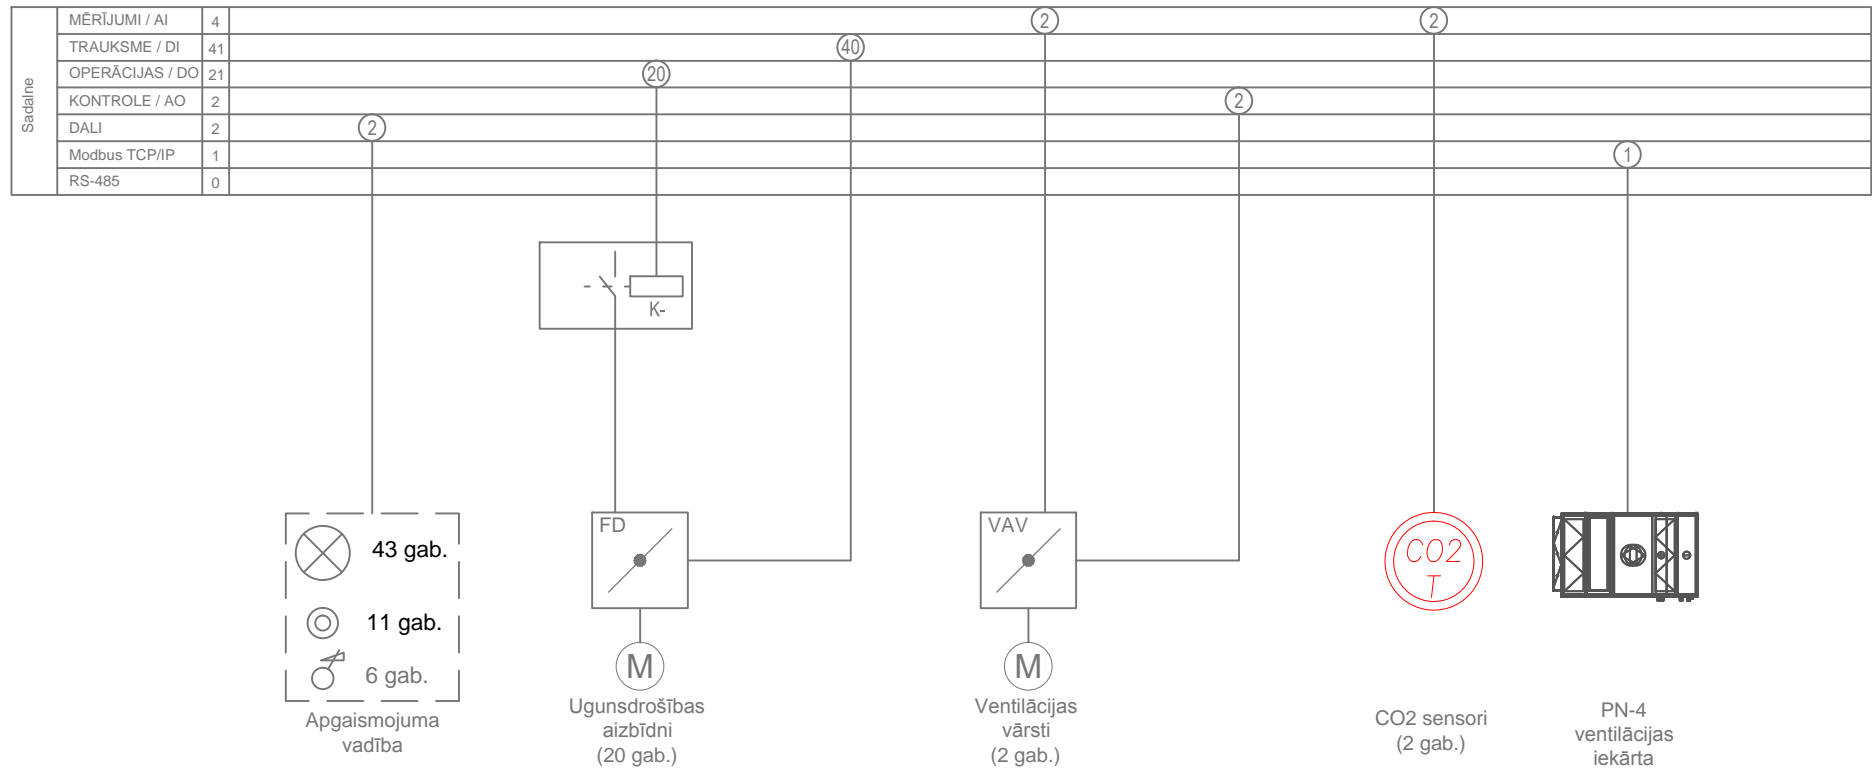 Sadalne
MĒRĪJUMI / AI 4 2 2
TRAUKSME / DI 41 40
OPERĀCIJAS / DO 21 20
KONTROLE / AO 2 2
DALI 2 2
Modbus TCP/IP 1 1
RS-485 0
K-
FD
VAV
43 gab.
11 gab.
6 gab.
CO2
T
M
M
Apgaismojuma
vadība
Ugunsdrošības
aizbīdni
(20 gab.)
Ventilācijas
vārsti
(2 gab.)
CO2 sensori
(2 gab.)
PN-4
ventilācijas
iekārta